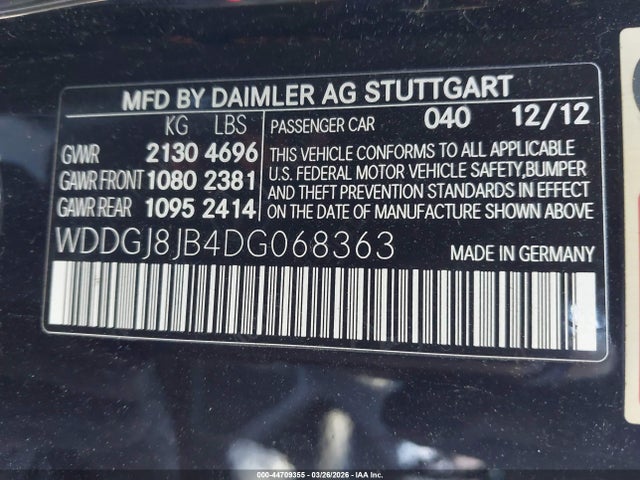 MFD BY DAIMLER AG STUTTGART
KG LBS
GVWR 2130 4696
GAWR FRONT 1080 2381
GAWR REAR 1095 2414
PASSENGER CAR 040 12/12
THIS VEHICLE CONFORMS TO ALL APPLICABLE
U.S. FEDERAL MOTOR VEHICLE SAFETY,BUMPER
AND THEFT PREVENTION STANDARDS IN EFFECT
ON THE DATE OF MANUFACTURE SHOWN ABOVE
WDDGJ8JB4DG068363
MADE IN GERMANY
000-44709355 | 03/26/2026 | IAA Inc.